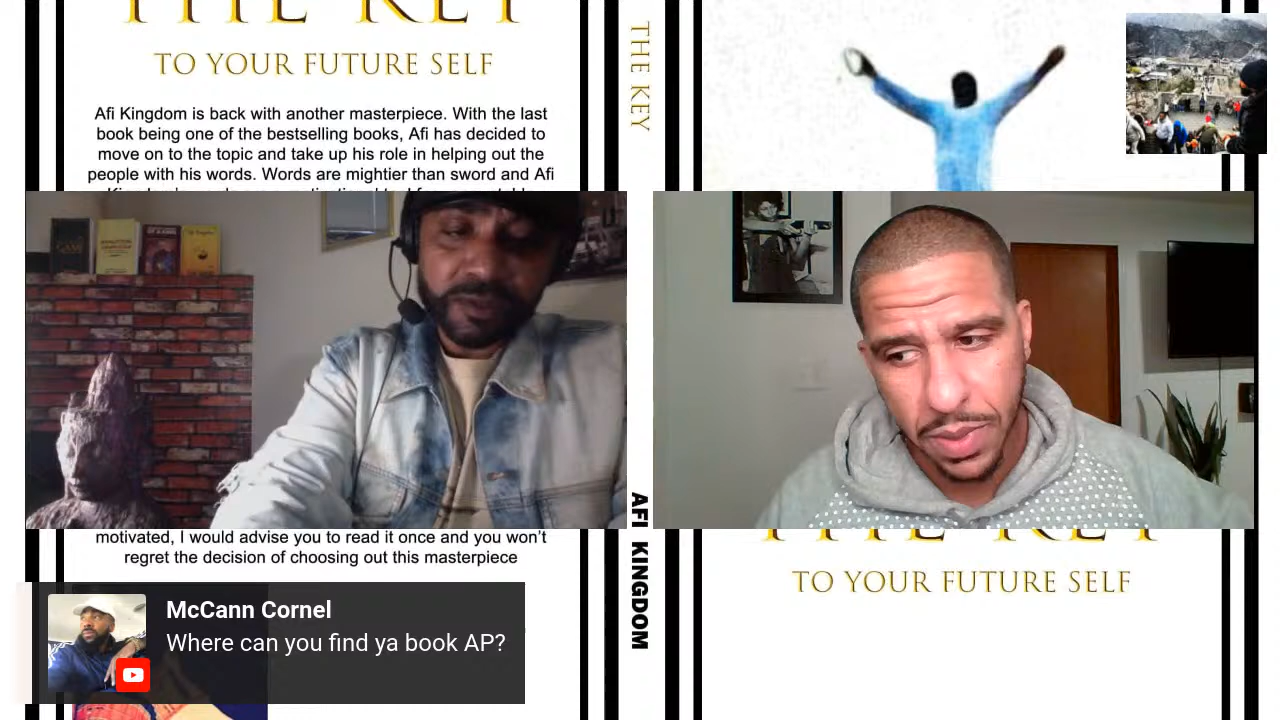 TO YOUR FUTURE SELF
Afi Kingdom is back with another masterpiece. With the last
book being one of the bestselling books, Afi has decided to
move on to the topic and take up his role in helping out the
people with his words. Words are mightier than sword and Afi
THE KEY
motivated, I would advise you to read it once and you won't
regret the decision of choosing out this masterpiece
AFI KINGDOM
TO YOUR FUTURE SELF
McCann Cornel
Where can you find ya book AP?